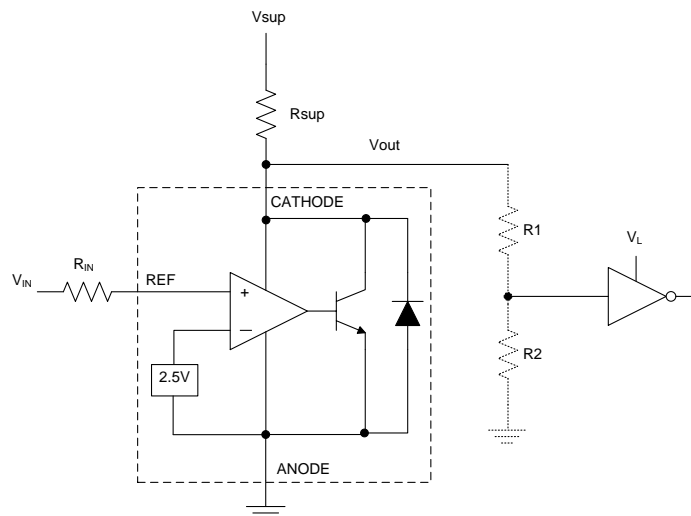 Vsup
Rsup
Vout
CATHODE
R1
RIN
VL
VIN
REF
+
–
R2
2.5V
ANODE